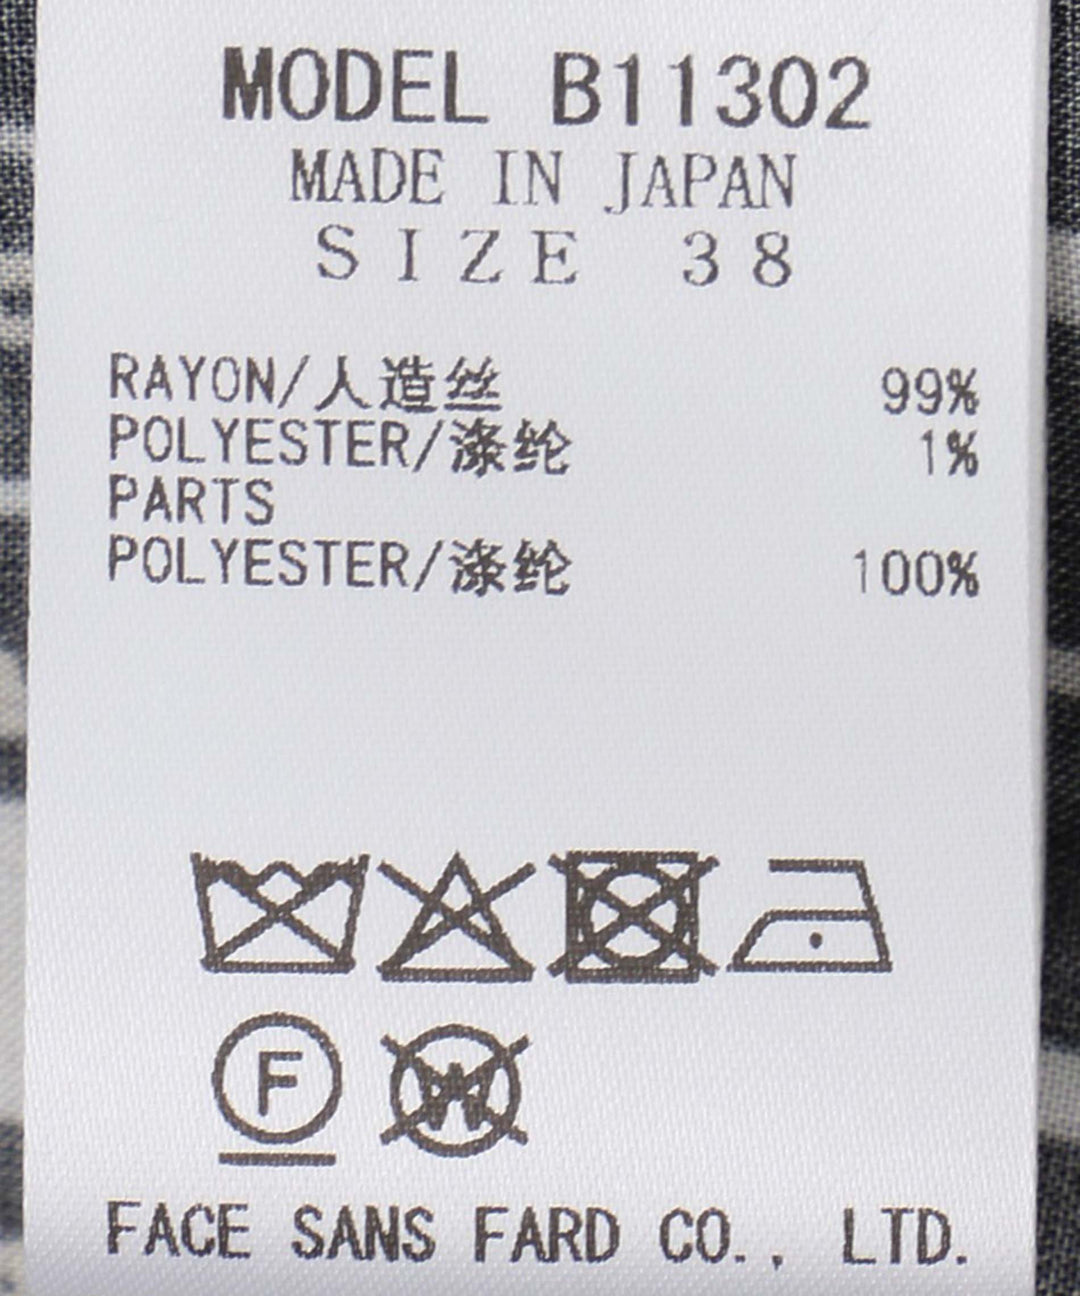 MODEL B11302
MADE IN JAPAN
SIZE 38
RAYON/人造丝 99%
POLYESTER/涤纶 1%
PARTS
POLYESTER/涤纶 100%
F W
FACE SANS FARD CO., LTD.